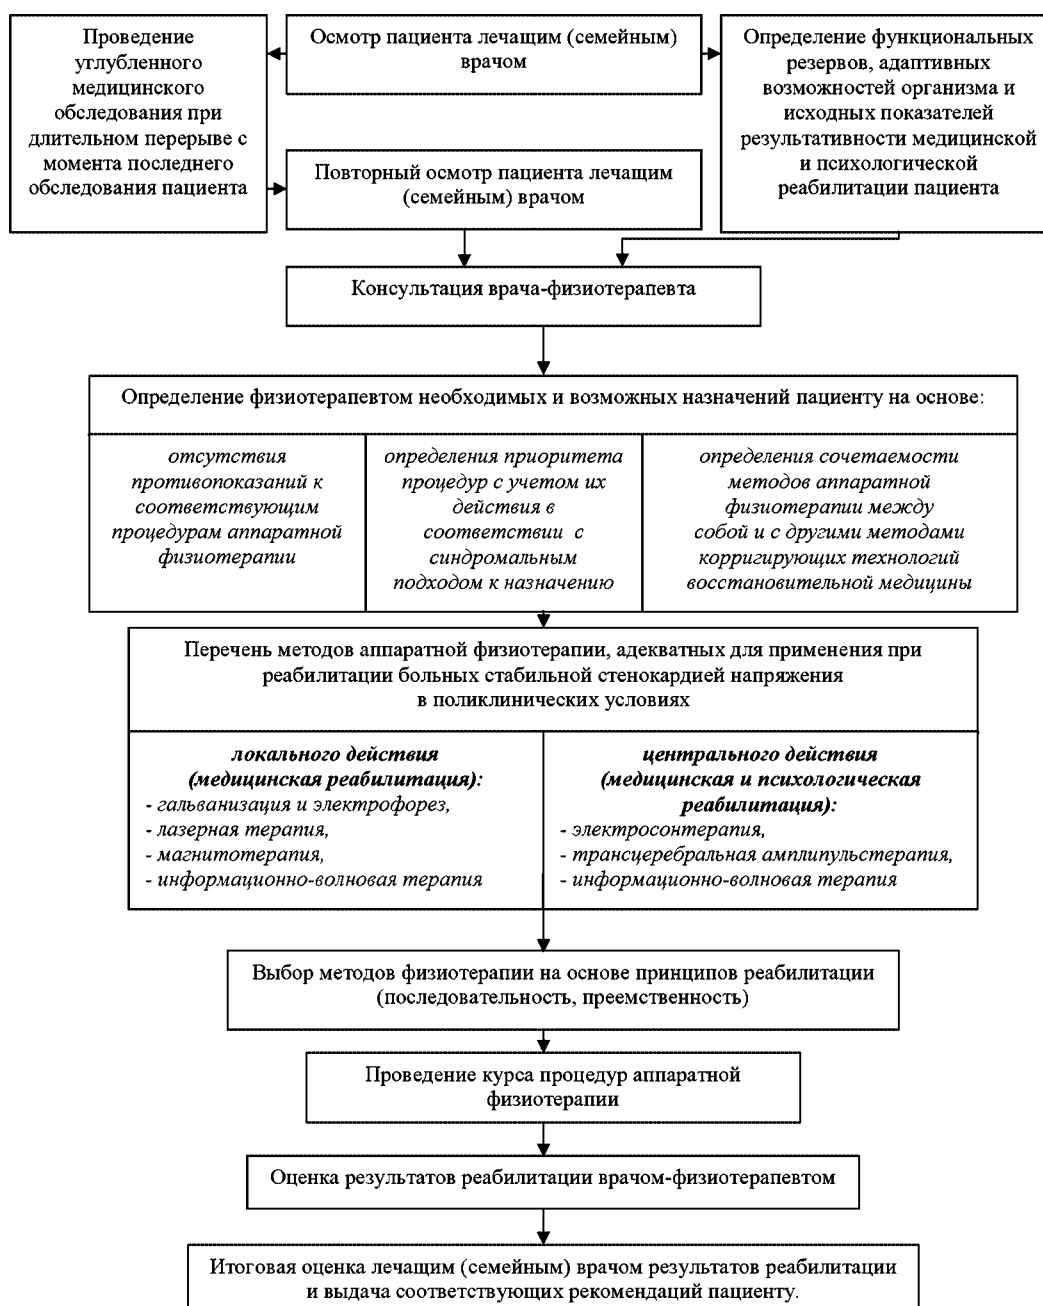 Проведение
углубленного
медицинского
обследования при
длительном перерыве с
момента последнего
обследования пациента
Осмотр пациента лечащим (семейным)
врачом
Определение функциональных
резервов, адаптивных
возможностей организма и
исходных показателей
результативности медицинской
и психологической
реабилитации пациента
Повторный осмотр пациента лечащим
(семейным) врачом
Консультация врача-физиотерапевта
Определение физиотерапевтом необходимых и возможных назначений пациенту на основе:
отсутствия
противопоказаний к
соответствующим
процедурам аппаратной
физиотерапии
определения приоритета
процедур с учетом их
действия в
соответствии с
синдромальным
подходом к назначению
определения сочетаемости
методов аппаратной
физиотерапии между
собой и с другими методами
корригирующих технологий
восстановительной медицины
Перечень методов аппаратной физиотерапии, адекватных для применения при
реабилитации больных стабильной стенокардией напряжения
в поликлинических условиях
локального действия
(медицинская реабилитация):
- гальванизация и электрофорез,
- лазерная терапия,
- магнитотерапия,
- информационно-волновая терапия
центрального действия
(медицинская и психологическая
реабилитация):
- электросонтерапия,
- трансцеребральная амплипульстерапия,
- информационно-волновая терапия
Выбор методов физиотерапии на основе принципов реабилитации
(последовательность, преемственность)
Проведение курса процедур аппаратной
физиотерапии
Оценка результатов реабилитации врачом-физиотерапевтом
Итоговая оценка лечащим (семейным) врачом результатов реабилитации
и выдача соответствующих рекомендаций пациенту.